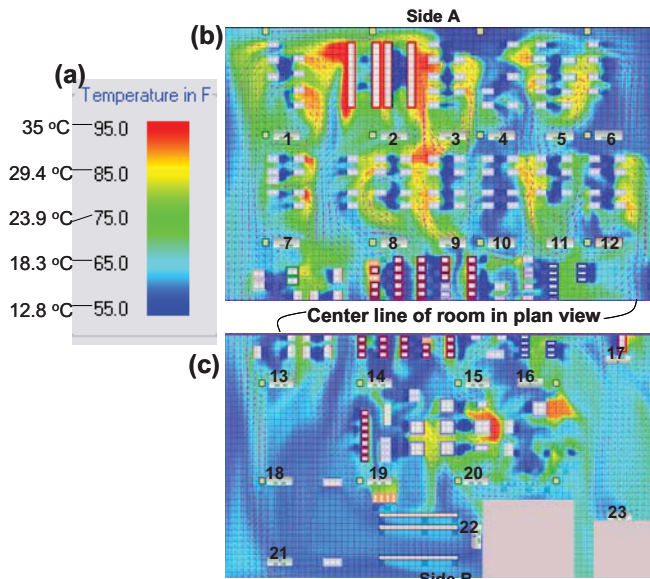 Side A
(b)
(a)
Temperature in F
35 °C 95.0
29.4 °C 85.0
23.9 °C 75.0
18.3 °C 65.0
12.8 °C 55.0
1 2 3 4 5 6
7 8 9 10 11 12
Center line of room in plan view
(c)
17
13 14 15 16
18 19 20
22 23
21
Side B